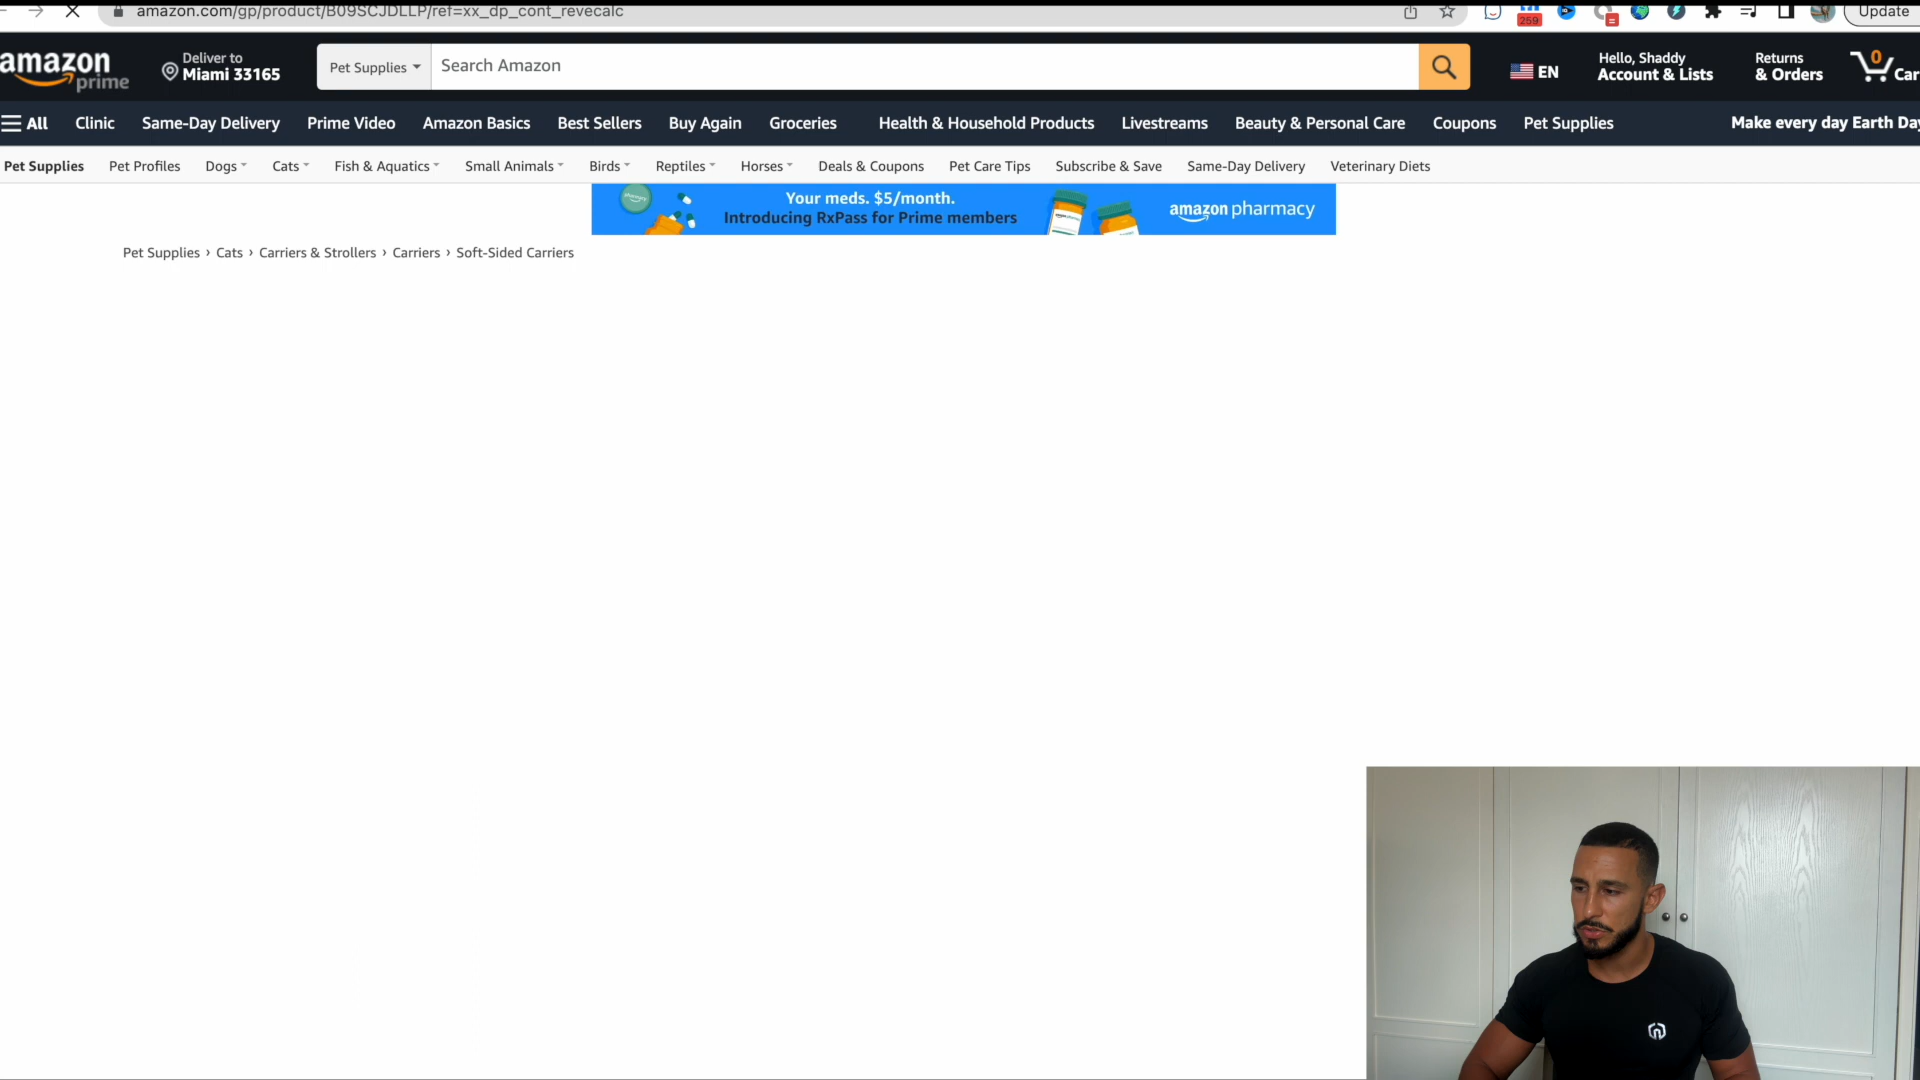 amazon.com/gp/product/B09SCJDLLP/ref=xx_dp_cont_revecalc
259
Update
amazon
prime
Deliver to
Miami 33165
Pet Supplies
Search Amazon
EN
Hello, Shaddy
Account & Lists
Returns
& Orders
0
Car
All
Clinic
Same-Day Delivery
Prime Video
Amazon Basics
Best Sellers
Buy Again
Groceries
Health & Household Products
Livestreams
Beauty & Personal Care
Coupons
Pet Supplies
Make every day Earth Day
Pet Supplies
Pet Profiles
Dogs
Cats
Fish & Aquatics
Small Animals
Birds
Reptiles
Horses
Deals & Coupons
Pet Care Tips
Subscribe & Save
Same-Day Delivery
Veterinary Diets
Your meds. $5/month.
Introducing RxPass for Prime members
amazon pharmacy
Pet Supplies › Cats › Carriers & Strollers › Carriers › Soft-Sided Carriers